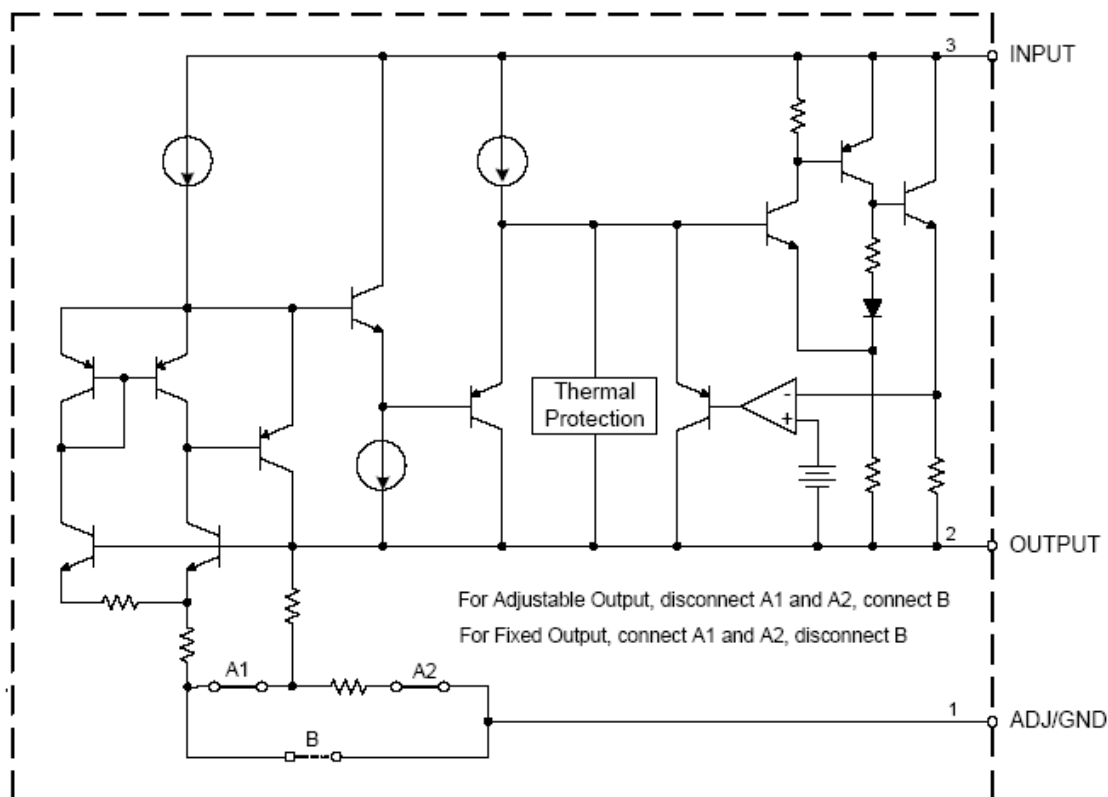 3 INPUT
Thermal
Protection
-
+
2 OUTPUT
For Adjustable Output, disconnect A1 and A2, connect B
For Fixed Output, connect A1 and A2, disconnect B
A1 A2
1 ADJ/GND
B